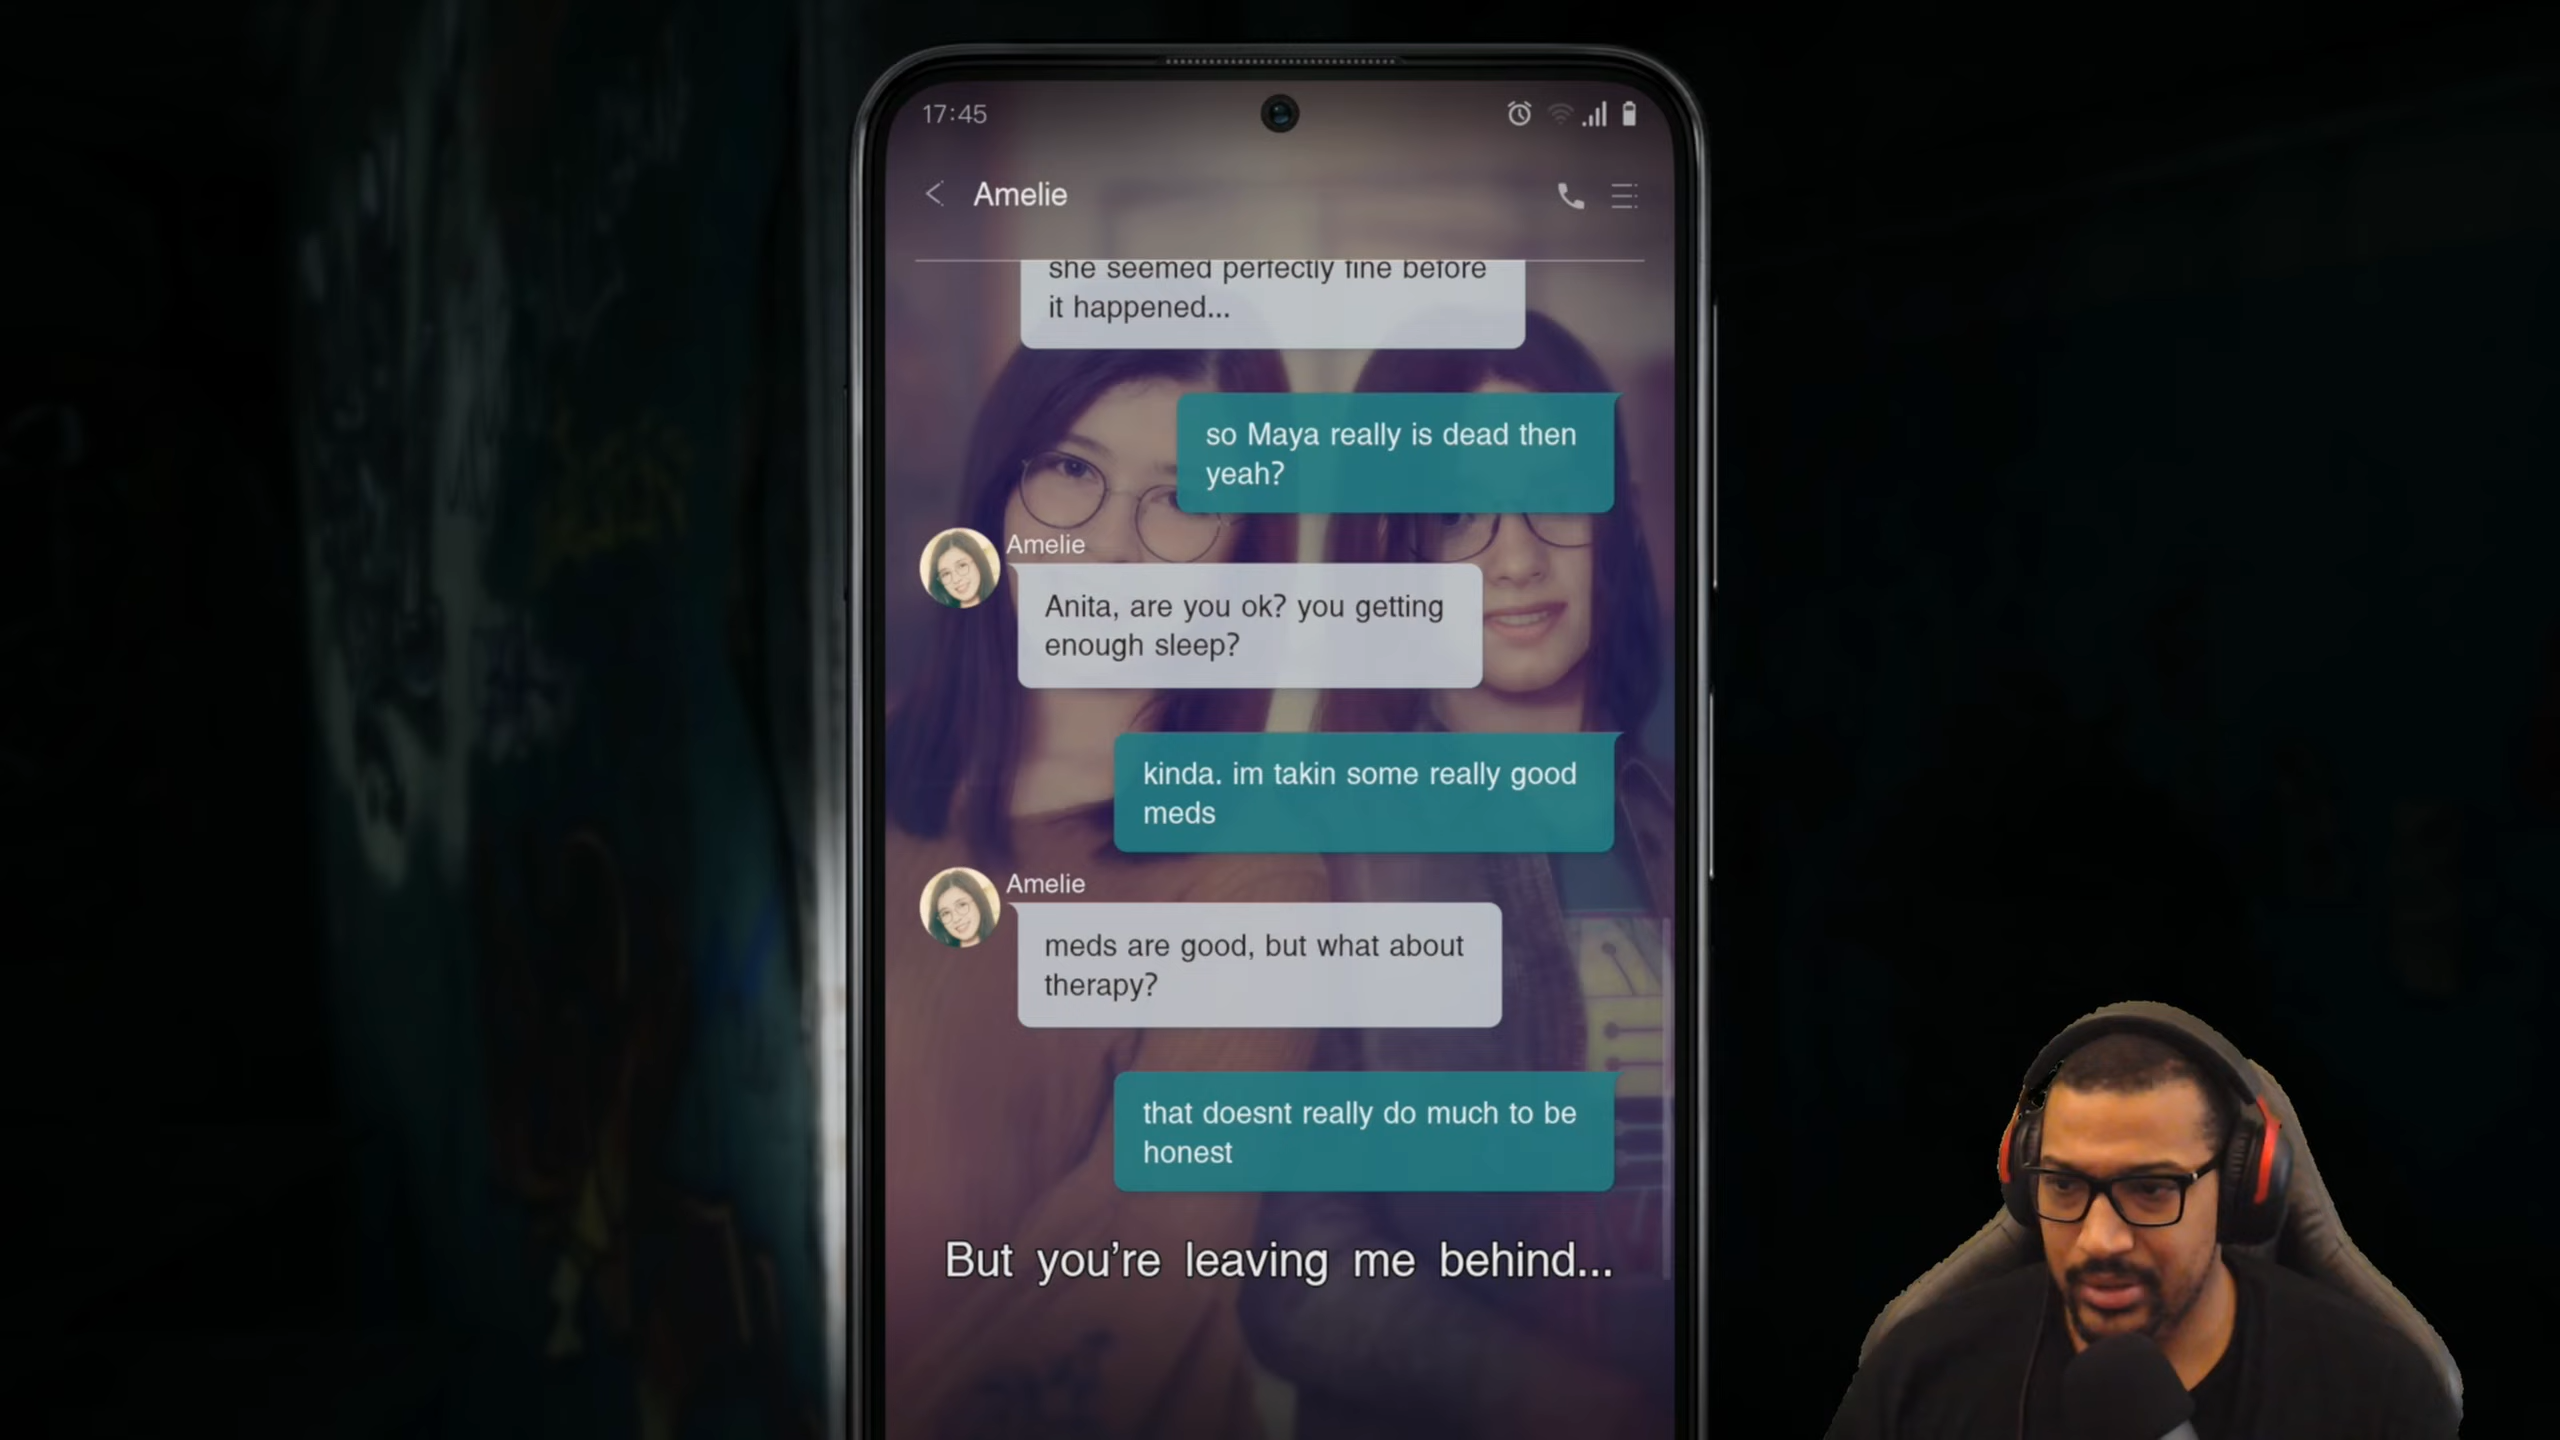 17:45
Amelie
she seemed perfectly fine before
it happened...
so Maya really is dead then
yeah?
Amelie
Anita, are you ok? you getting
enough sleep?
kinda. im takin some really good
meds
Amelie
meds are good, but what about
therapy?
that doesnt really do much to be
honest
But you’re leaving me behind...